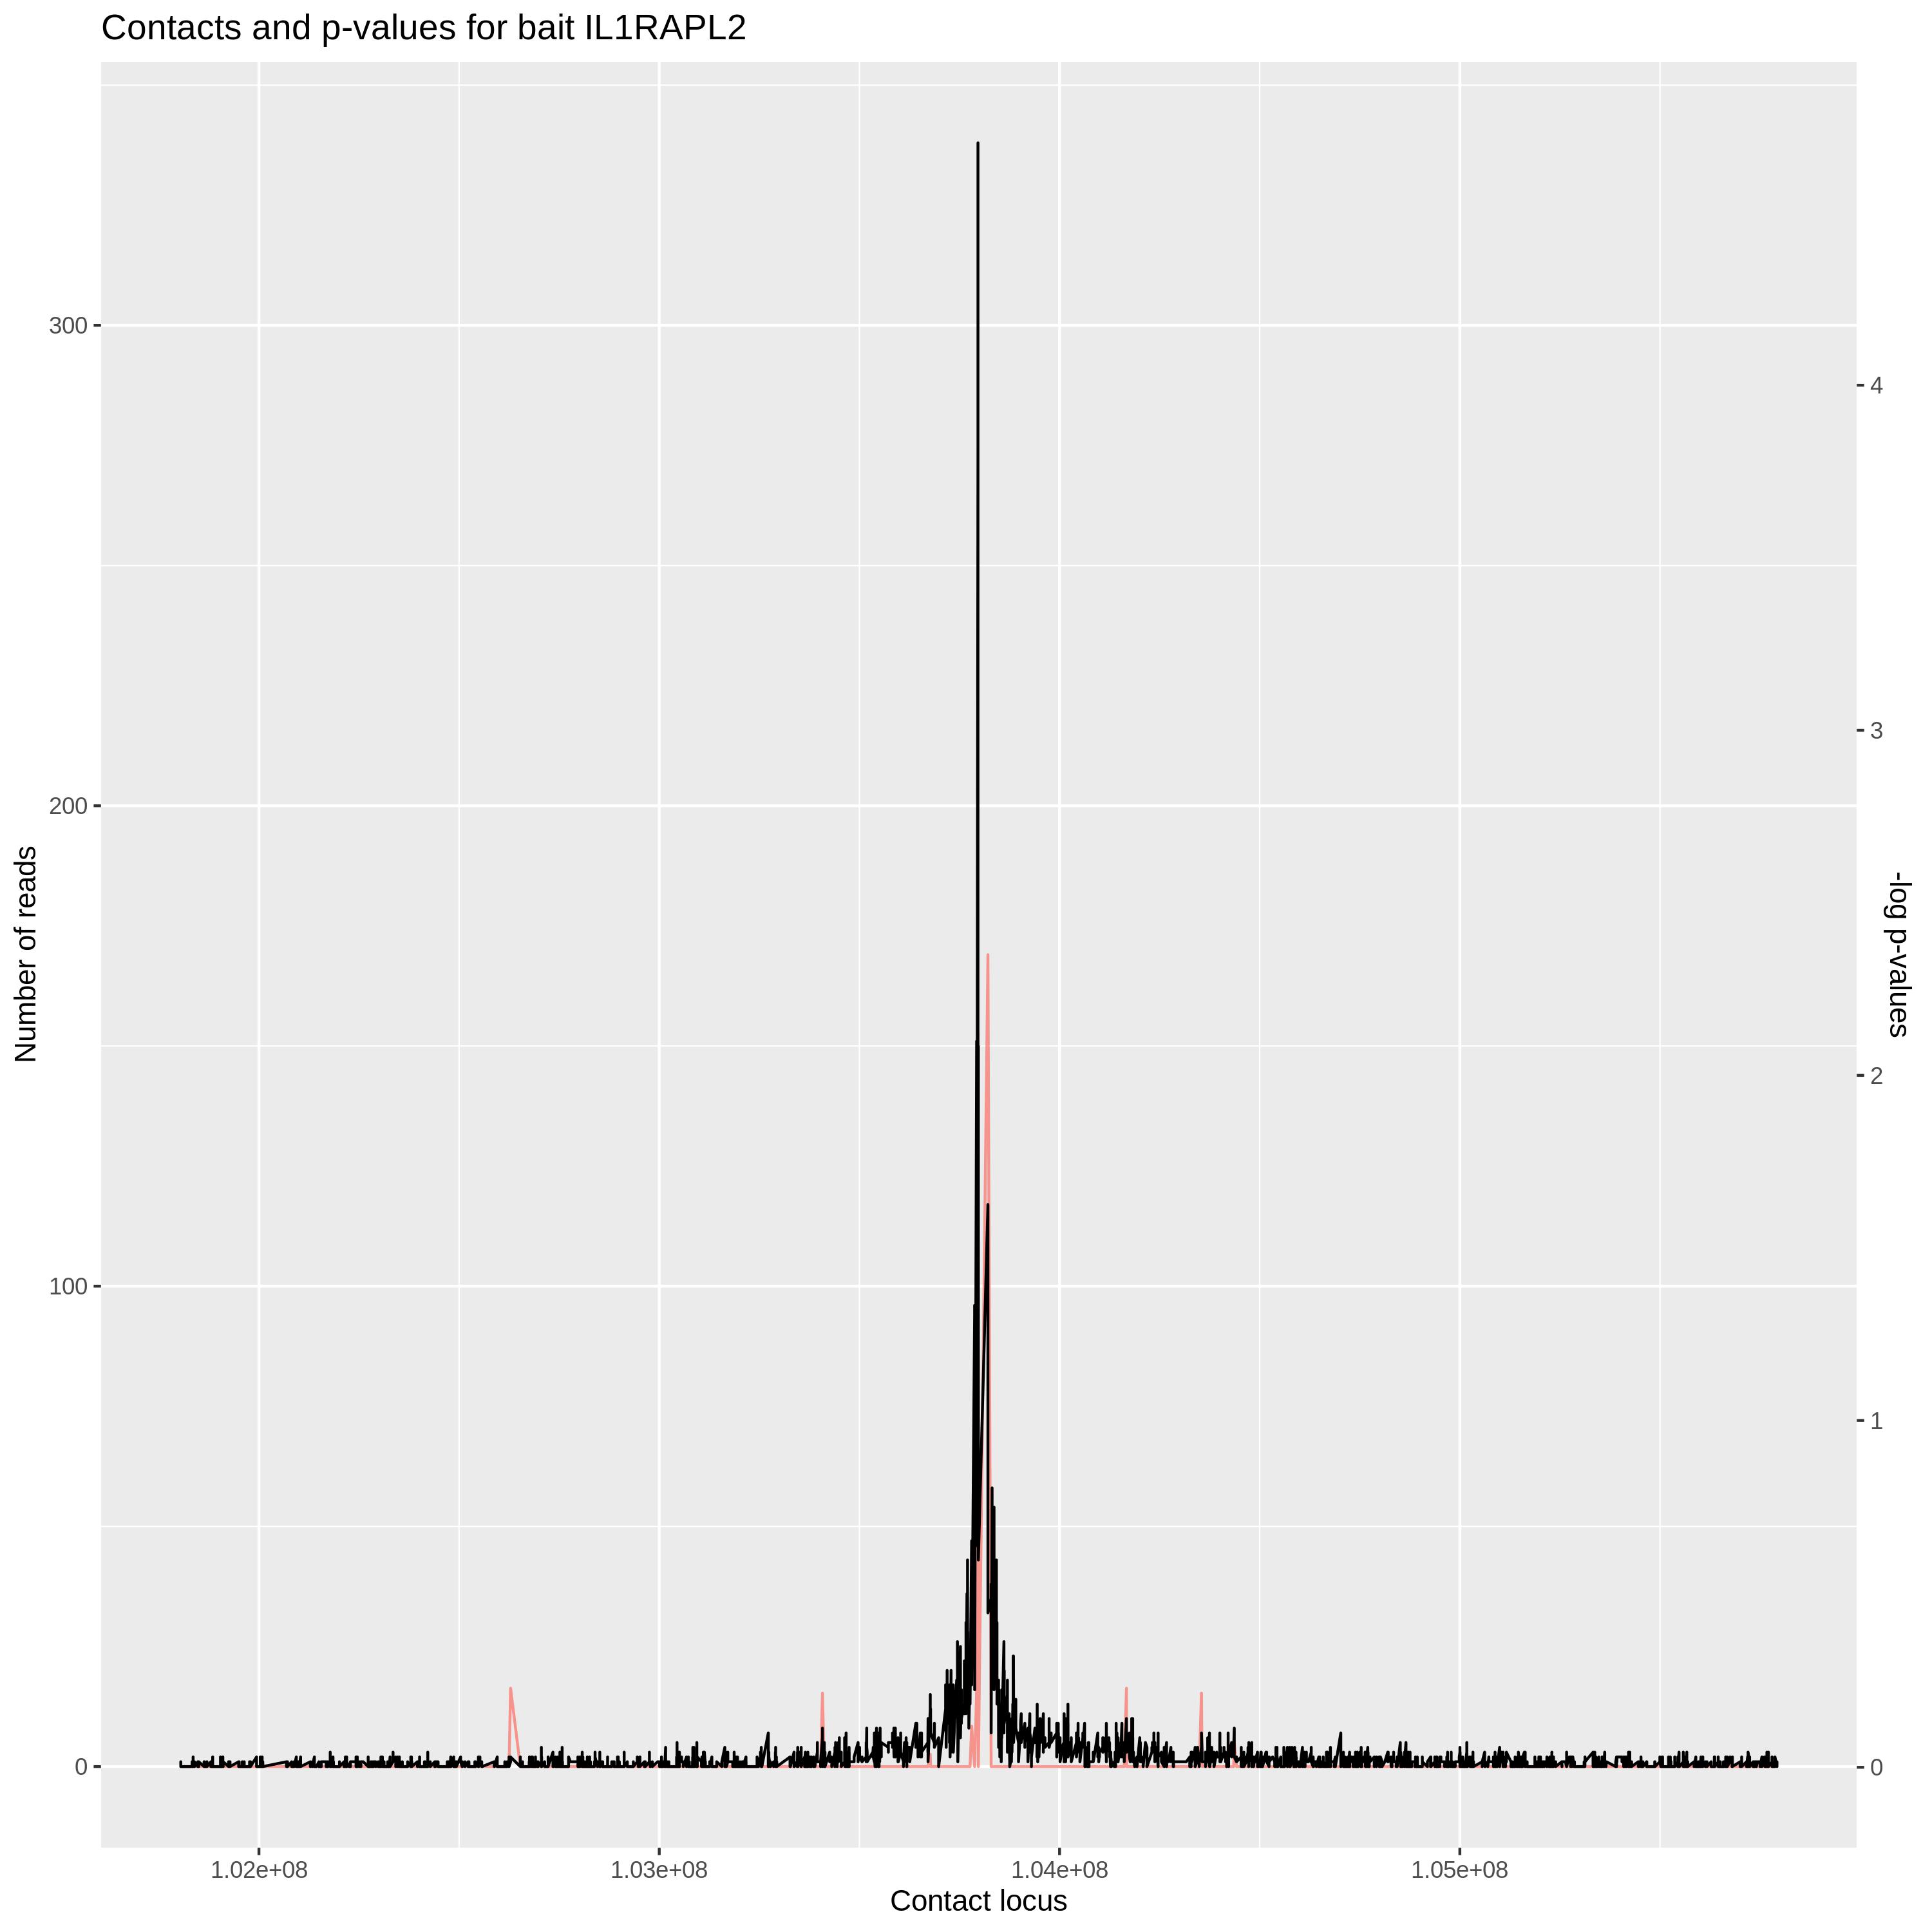 Contacts and p-values for bait IL1RAPL2
Number of reads
300
200
100
0
-log p-values
4
3
2
1
0
1.02e+08
1.03e+08
1.04e+08
1.05e+08
Contact locus